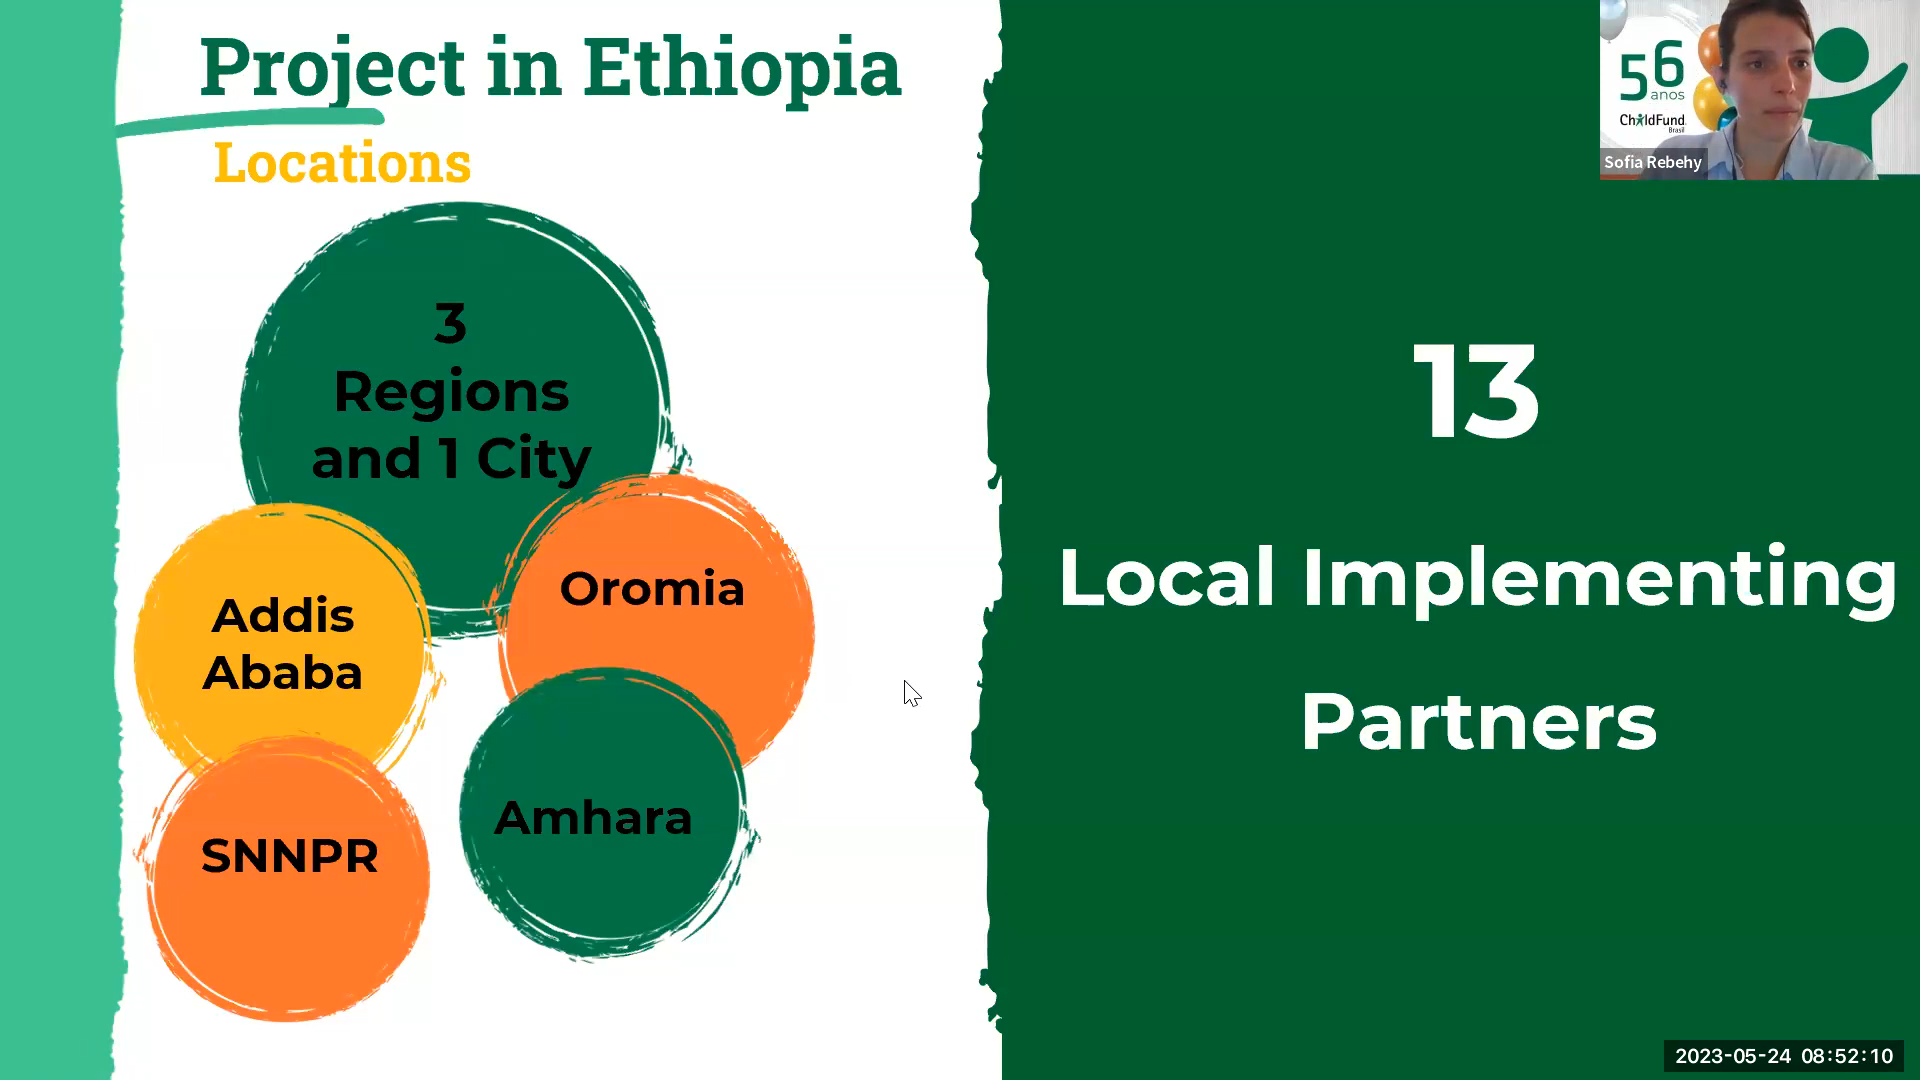 Project in Ethiopia
Locations
3
Regions
and 1 City
Addis
Ababa
Oromia
SNNPR
Amhara
13
Local Implementing
Partners
56
anos
ChildFund
Brasil
Sofia Rebehy
2023-05-24 08:52:10